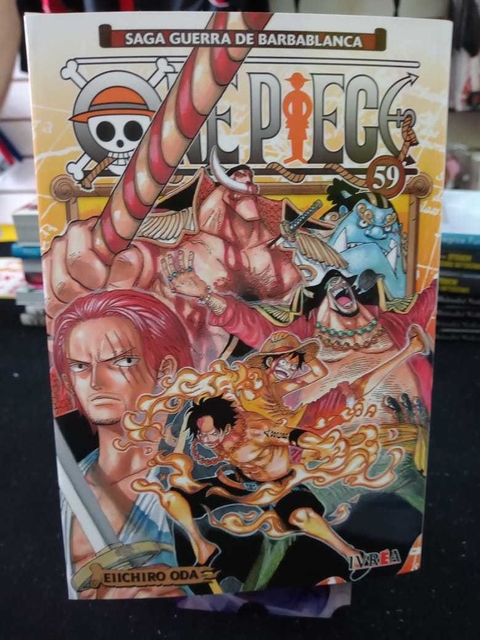 SAGA GUERRA DE BARBABLANCA
ONE PIECE
59
EIICHIRO ODA
IVREA